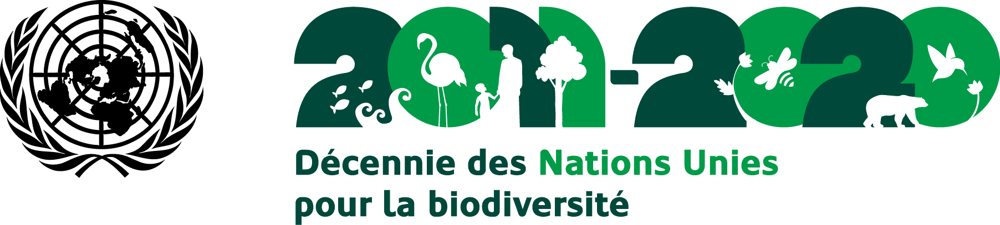 2011-2020
Décennie des Nations Unies
pour la biodiversité